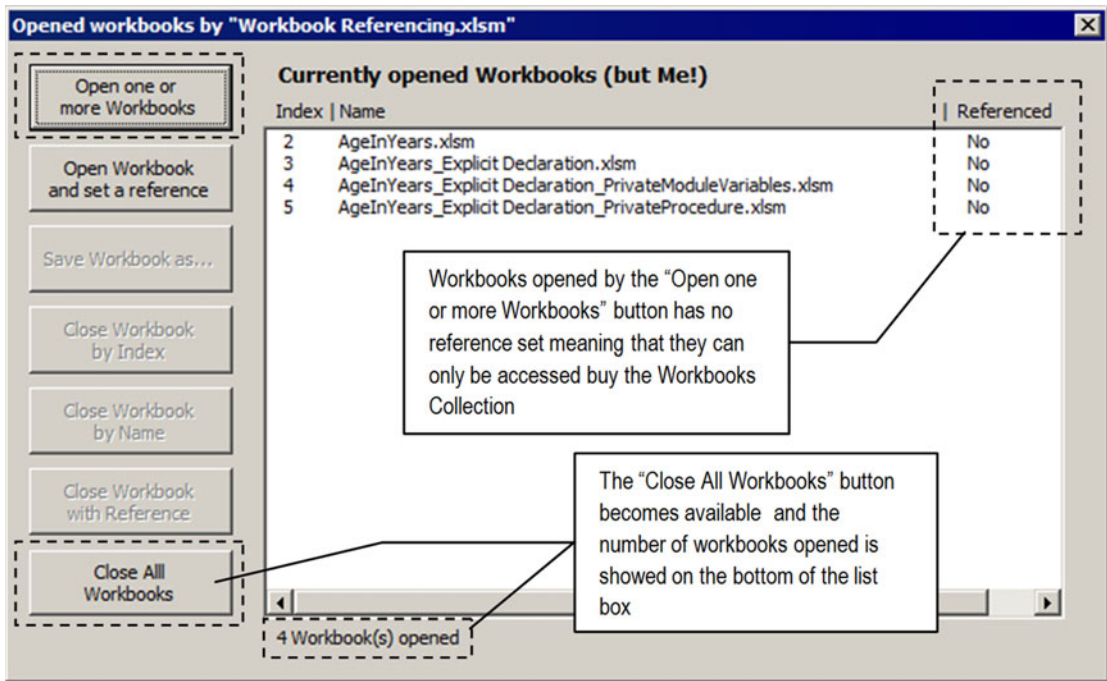 Opened workbooks by "Workbook Referencing.xlsm"
Open one or
more Workbooks
Open Workbook
and set a reference
Save Workbook as...
Close Workbook
by Index
Close Workbook
by Name
Close Workbook
with Reference
Close Alll
Workbooks
Currently opened Workbooks (but Me!)
Index | Name | Referenced
2 AgeInYears.xlsm No
3 AgeInYears_Explicit Declaration.xlsm No
4 AgeInYears_Explicit Declaration_PrivateModuleVariables.xlsm No
5 AgeInYears_Explicit Declaration_PrivateProcedure.xlsm No
Workbooks opened by the “Open one
or more Workbooks” button has no
reference set meaning that they can
only be accessed buy the Workbooks
Collection
The “Close All Workbooks” button
becomes available and the
number of workbooks opened is
showed on the bottom of the list
box
4 Workbook(s) opened